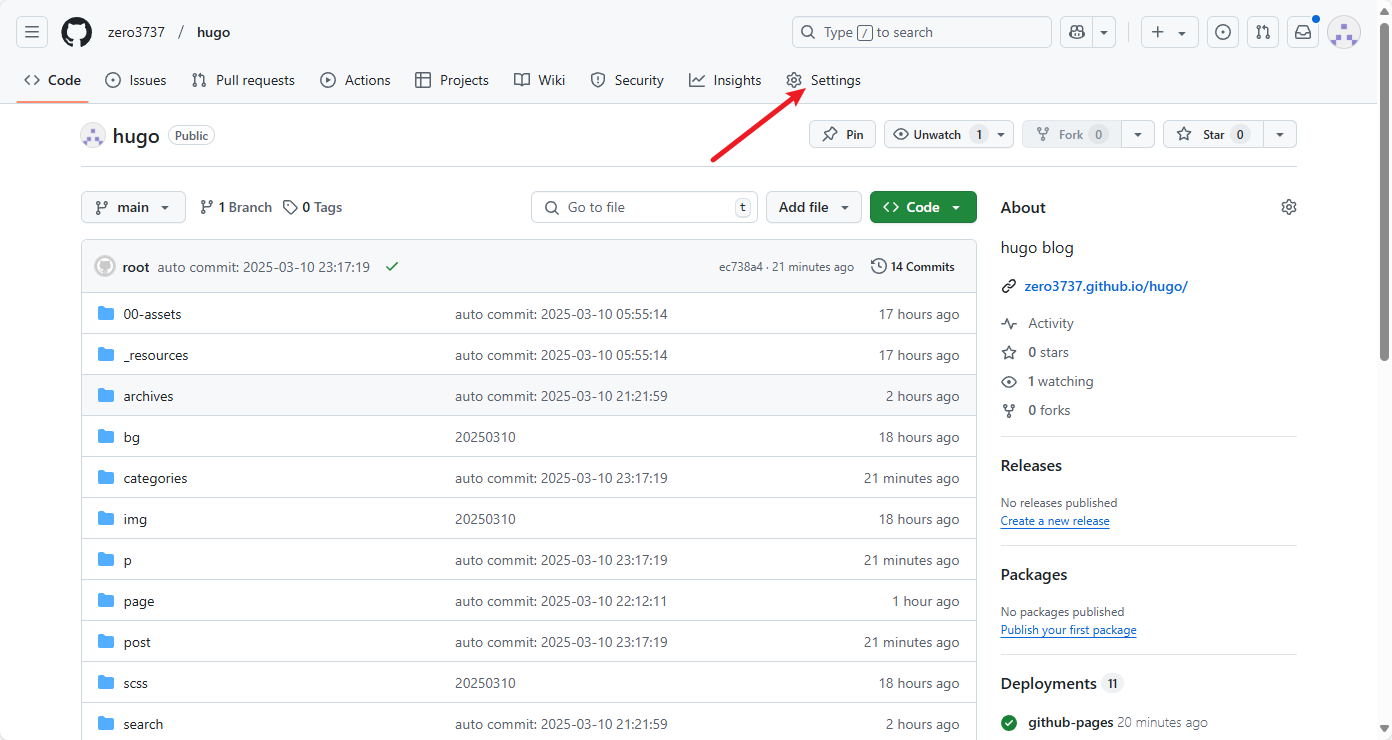 zero3737 / hugo
Type / to search
Code Issues Pull requests Actions Projects Wiki Security Insights Settings
hugo Public
Pin Unwatch 1 Fork 0 Star 0
main 1 Branch 0 Tags
Go to file t Add file Code
root auto commit: 2025-03-10 23:17:19 ec738a4 · 21 minutes ago 14 Commits
00-assets auto commit: 2025-03-10 05:55:14 17 hours ago
_resources auto commit: 2025-03-10 05:55:14 17 hours ago
archives auto commit: 2025-03-10 21:21:59 2 hours ago
bg 20250310 18 hours ago
categories auto commit: 2025-03-10 23:17:19 21 minutes ago
img 20250310 18 hours ago
p auto commit: 2025-03-10 23:17:19 21 minutes ago
page auto commit: 2025-03-10 22:12:11 1 hour ago
post auto commit: 2025-03-10 23:17:19 21 minutes ago
scss 20250310 18 hours ago
search auto commit: 2025-03-10 21:21:59 2 hours ago
About
hugo blog
zero3737.github.io/hugo/
Activity
0 stars
1 watching
0 forks
Releases
No releases published
Create a new release
Packages
No packages published
Publish your first package
Deployments 11
github-pages 20 minutes ago